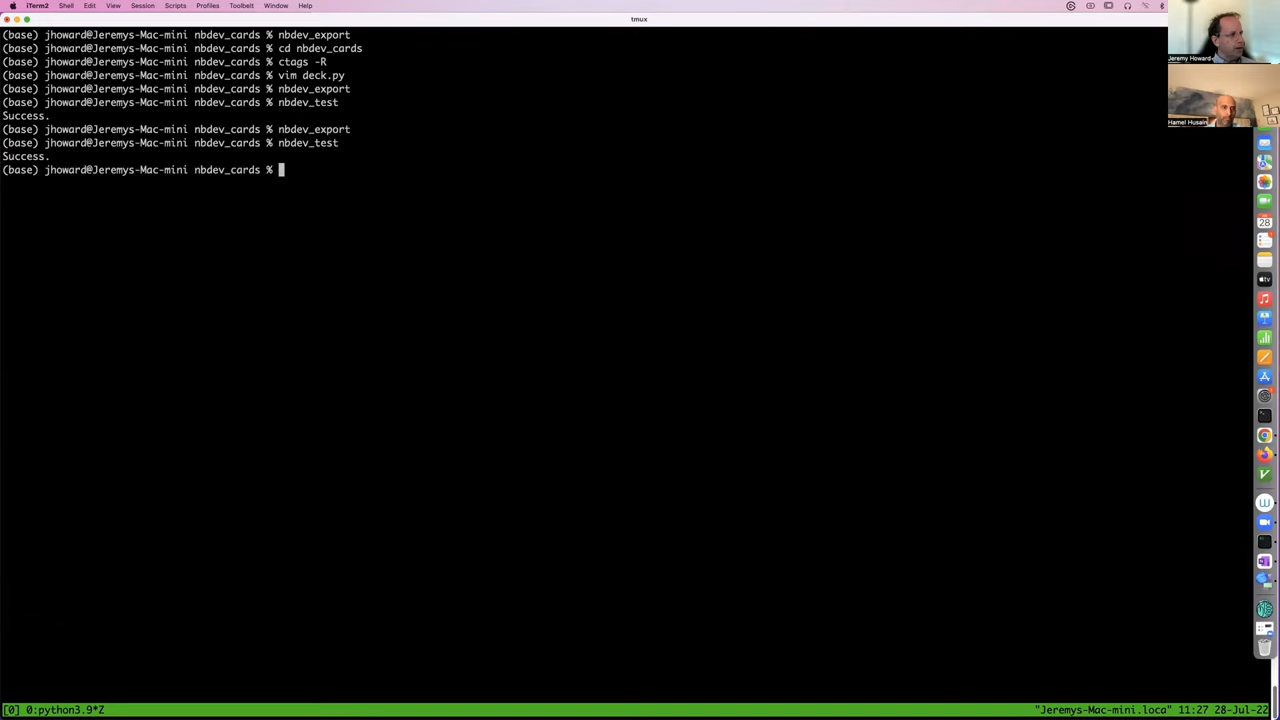 iTerm2 Shell Edit View Session Scripts Profiles Toolbelt Window Help
tmux
(base) jhoward@Jeremys-Mac-mini nbdev_cards % nbdev_export
(base) jhoward@Jeremys-Mac-mini nbdev_cards % cd nbdev_cards
(base) jhoward@Jeremys-Mac-mini nbdev_cards % ctags -R
(base) jhoward@Jeremys-Mac-mini nbdev_cards % vim deck.py
(base) jhoward@Jeremys-Mac-mini nbdev_cards % nbdev_export
(base) jhoward@Jeremys-Mac-mini nbdev_cards % nbdev_test
Success.
(base) jhoward@Jeremys-Mac-mini nbdev_cards % nbdev_export
(base) jhoward@Jeremys-Mac-mini nbdev_cards % nbdev_test
Success.
(base) jhoward@Jeremys-Mac-mini nbdev_cards %
Jeremy Howard
Hamel Husain
28
tv
[0] 0:python3.9*Z "Jeremys-Mac-mini.loca" 11:27 28-Jul-22